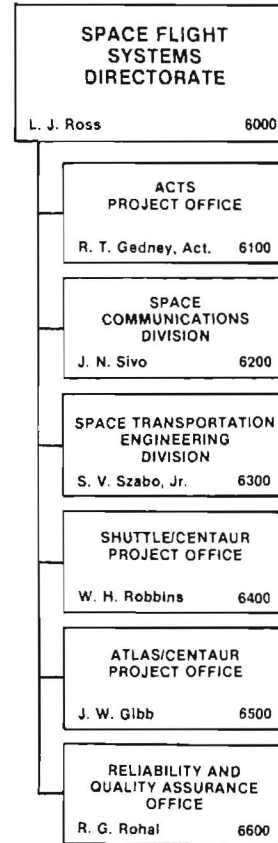 SPACE FLIGHT
SYSTEMS
DIRECTORATE
L. J. Ross 6000
ACTS
PROJECT OFFICE
R. T. Gedney, Act. 6100
SPACE
COMMUNICATIONS
DIVISION
J. N. Sivo 6200
SPACE TRANSPORTATION
ENGINEERING
DIVISION
S. V. Szabo, Jr. 6300
SHUTTLE/CENTAUR
PROJECT OFFICE
W. H. Robbins 6400
ATLAS/CENTAUR
PROJECT OFFICE
J. W. Gibb 6500
RELIABILITY AND
QUALITY ASSURANCE
OFFICE
R. G. Rohal 6600